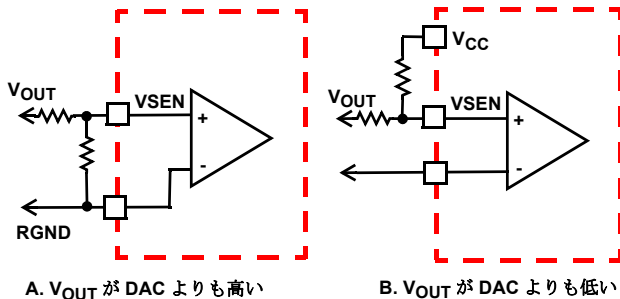 VOUT
VSEN
+
-
RGND
A. VOUT が DAC よりも高い
VCC
VOUT
VSEN
+
-
B. VOUT が DAC よりも低い